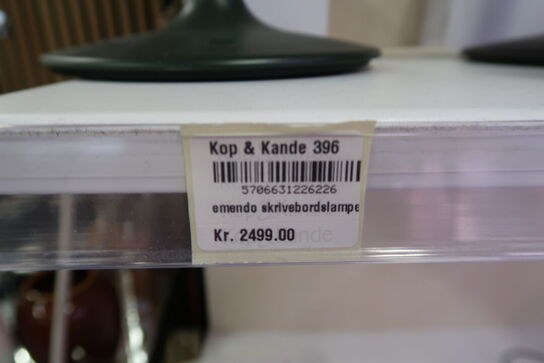 Kop & Kande 396
5706631226226
emendo skrivebordslampe
Kr. 2499.00